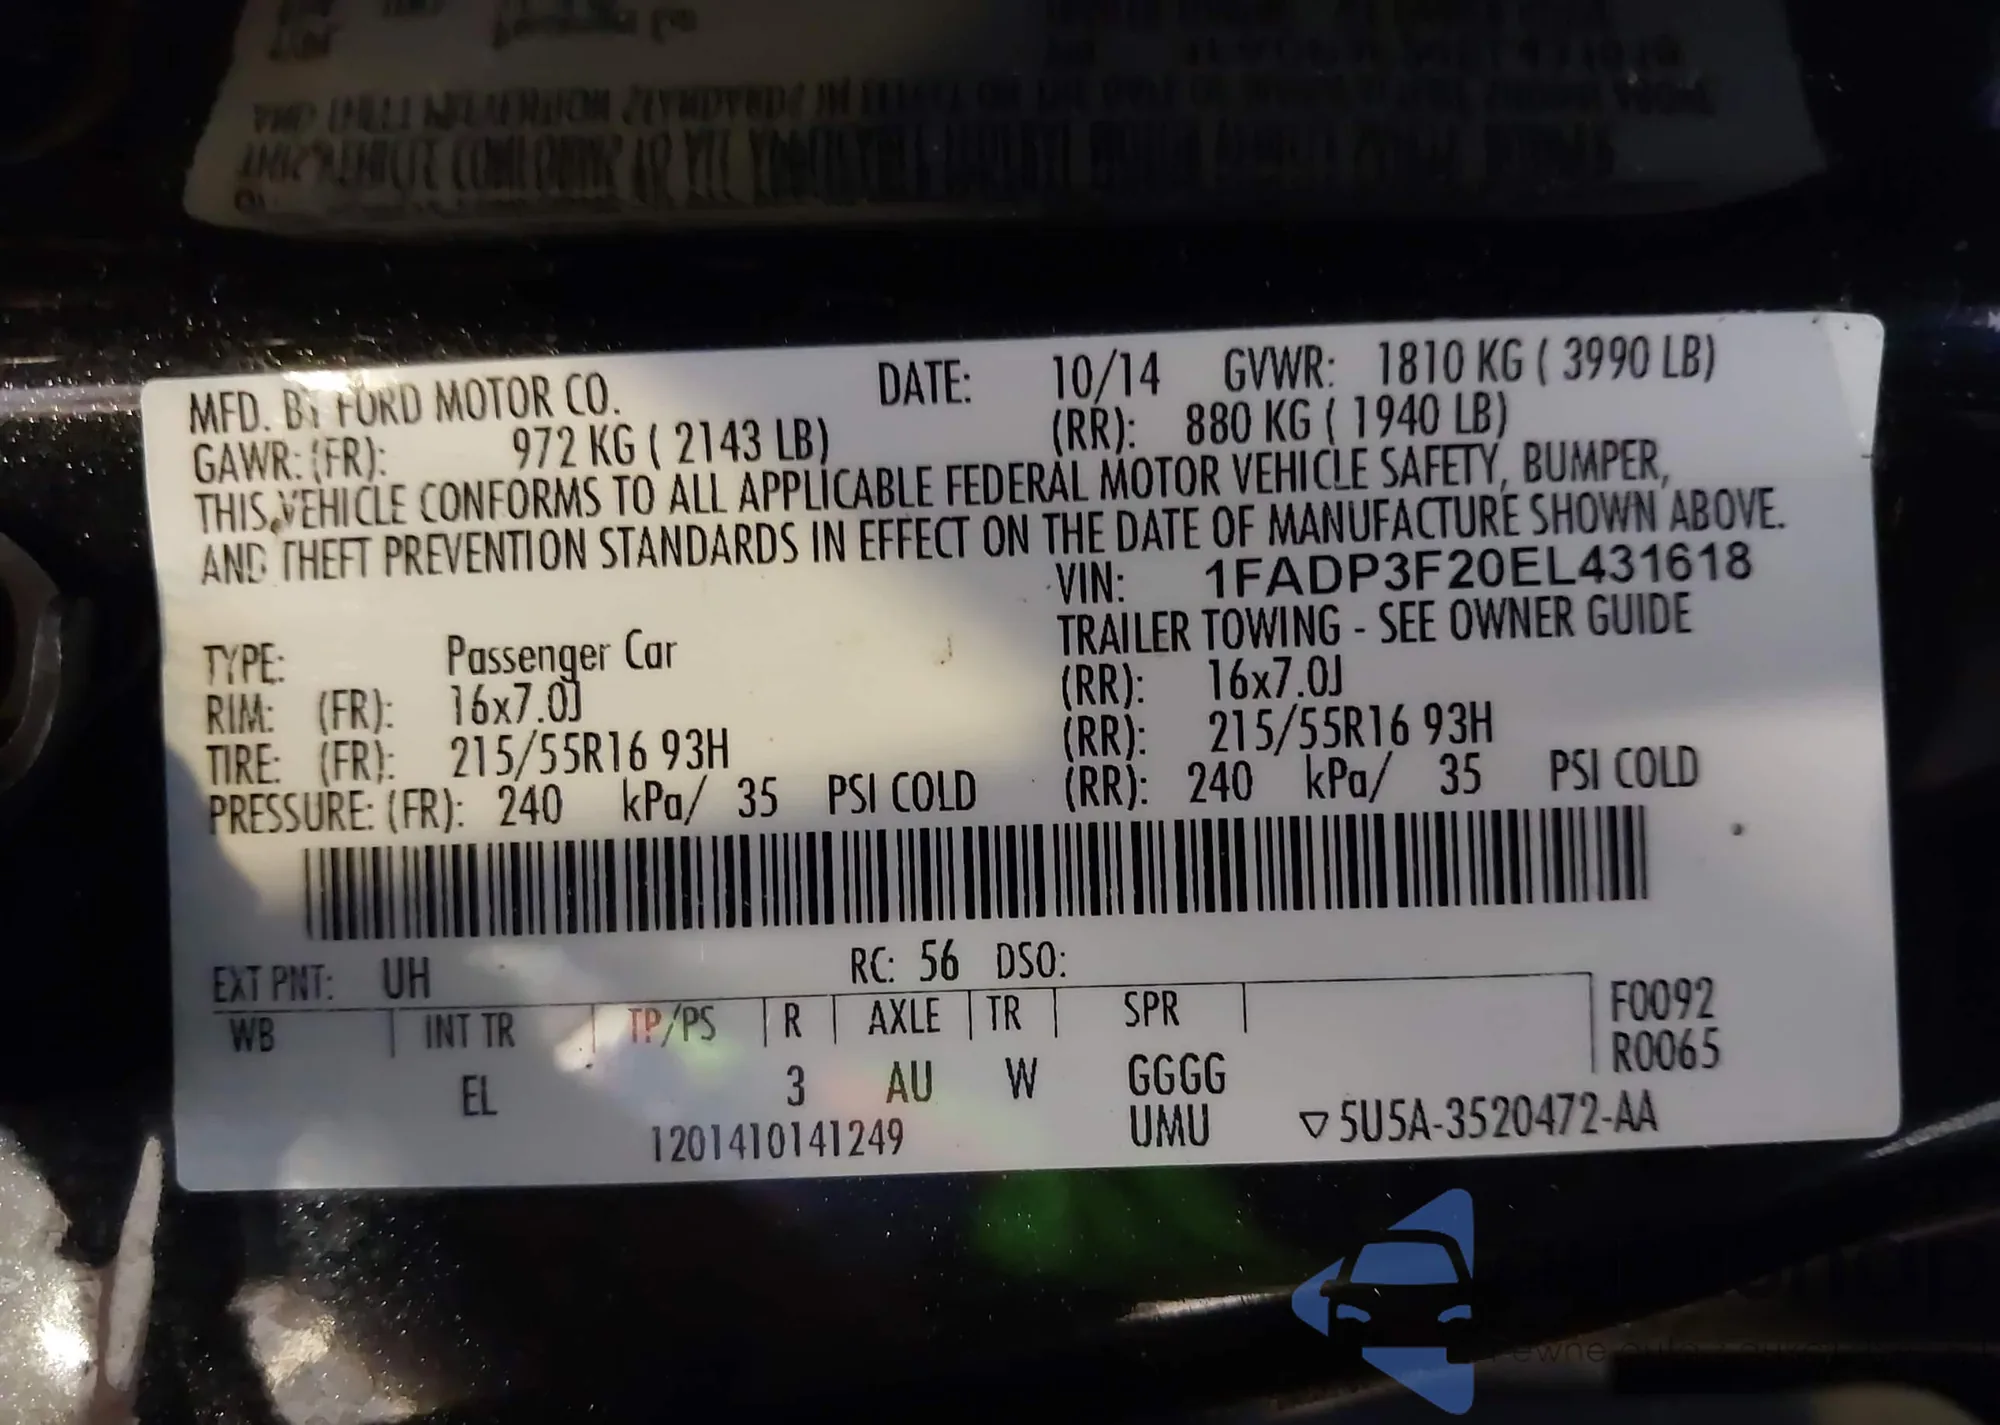 MFD. BY FORD MOTOR CO. DATE: 10/14 GVWR: 1810 KG ( 3990 LB)
GAWR: (FR): 972 KG ( 2143 LB) (RR): 880 KG ( 1940 LB)
THIS VEHICLE CONFORMS TO ALL APPLICABLE FEDERAL MOTOR VEHICLE SAFETY, BUMPER,
AND THEFT PREVENTION STANDARDS IN EFFECT ON THE DATE OF MANUFACTURE SHOWN ABOVE.
VIN: 1FADP3F20EL431618
TYPE: Passenger Car TRAILER TOWING - SEE OWNER GUIDE
RIM: (FR): 16x7.0J (RR): 16x7.0J
TIRE: (FR): 215/55R16 93H (RR): 215/55R16 93H
PRESSURE: (FR): 240 kPa/ 35 PSI COLD (RR): 240 kPa/ 35 PSI COLD
EXT PNT: UH RC: 56 DSO:
WB INT TR TP/PS R AXLE TR SPR F0092
R0065
EL 3 AU W GGGG
1201410141249 UMU ▽5U5A-3520472-AA